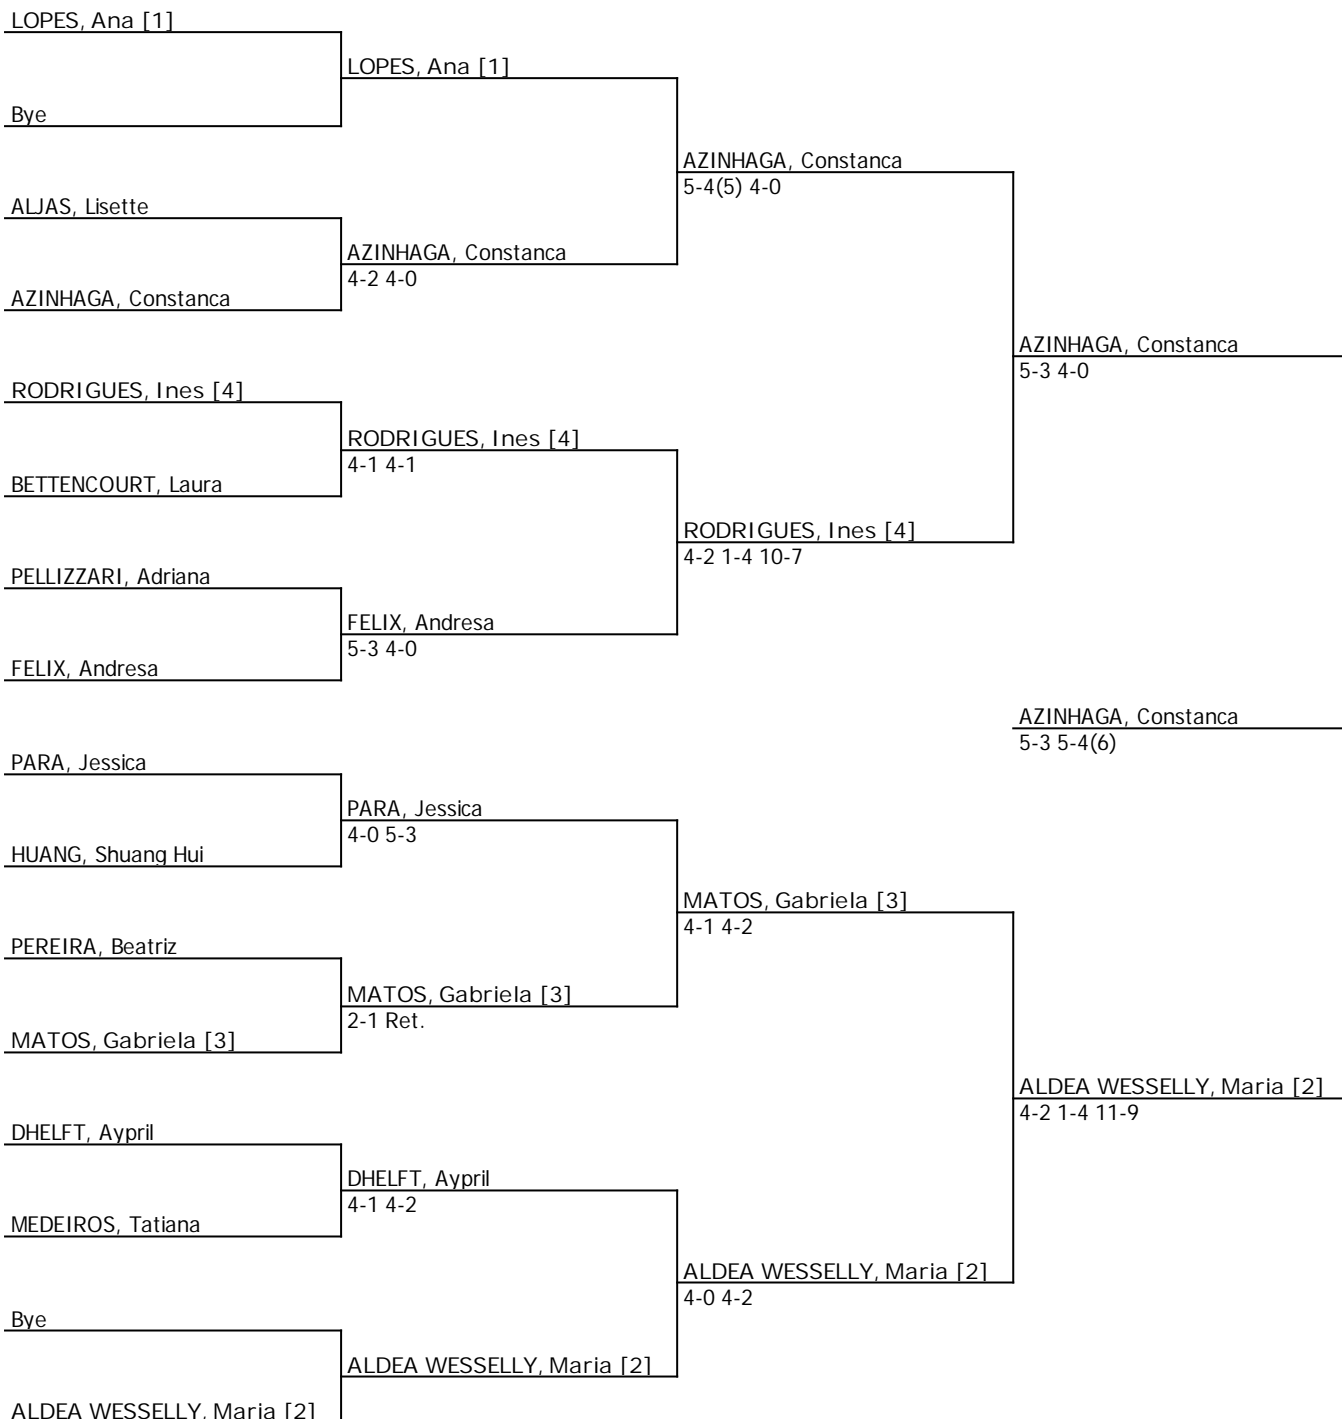 LOPES, Ana [1]
LOPES, Ana [1]
Bye
AZINHAGA, Constanca
5-4(5) 4-0
ALJAS, Lisette
AZINHAGA, Constanca
4-2 4-0
AZINHAGA, Constanca
AZINHAGA, Constanca
5-3 4-0
RODRIGUES, Ines [4]
RODRIGUES, Ines [4]
4-1 4-1
BETTENCOURT, Laura
RODRIGUES, Ines [4]
4-2 1-4 10-7
PELLIZZARI, Adriana
FELIX, Andresa
5-3 4-0
FELIX, Andresa
AZINHAGA, Constanca
5-3 5-4(6)
PARA, Jessica
PARA, Jessica
4-0 5-3
HUANG, Shuang Hui
MATOS, Gabriela [3]
4-1 4-2
PEREIRA, Beatriz
MATOS, Gabriela [3]
2-1 Ret.
MATOS, Gabriela [3]
ALDEA WESSELLY, Maria [2]
4-2 1-4 11-9
DHELFT, Aypril
DHELFT, Aypril
4-1 4-2
MEDEIROS, Tatiana
ALDEA WESSELLY, Maria [2]
4-0 4-2
Bye
ALDEA WESSELLY, Maria [2]
ALDEA WESSELLY, Maria [2]